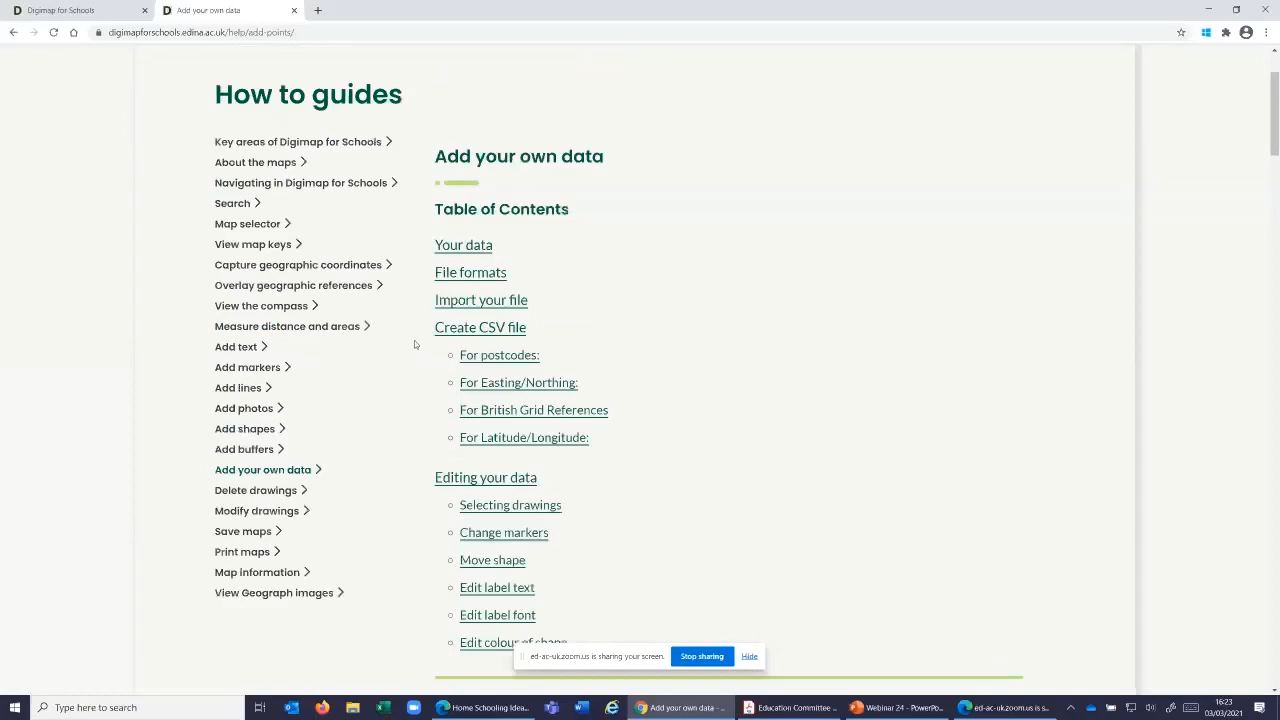 Digimap for Schools
Add your own data
digimapforschools.edina.ac.uk/help/add-points/
How to guides
Key areas of Digimap for Schools
About the maps
Navigating in Digimap for Schools
Search
Map selector
View map keys
Capture geographic coordinates
Overlay geographic references
View the compass
Measure distance and areas
Add text
Add markers
Add lines
Add photos
Add shapes
Add buffers
Add your own data
Delete drawings
Modify drawings
Save maps
Print maps
Map information
View Geograph images
Add your own data
Table of Contents
Your data
File formats
Import your file
Create CSV file
For postcodes:
For Easting/Northing:
For British Grid References
For Latitude/Longitude:
Editing your data
Selecting drawings
Change markers
Move shape
Edit label text
Edit label font
Edit colour of shape
ed-ac-uk.zoom.us is sharing your screen.
Stop sharing
Hide
Type here to search
Home Schooling Idea...
Add your own data - ...
Education Committee ...
Webinar 24 - PowerPo...
ed-ac-uk.zoom.us is s...
16:23
03/03/2021